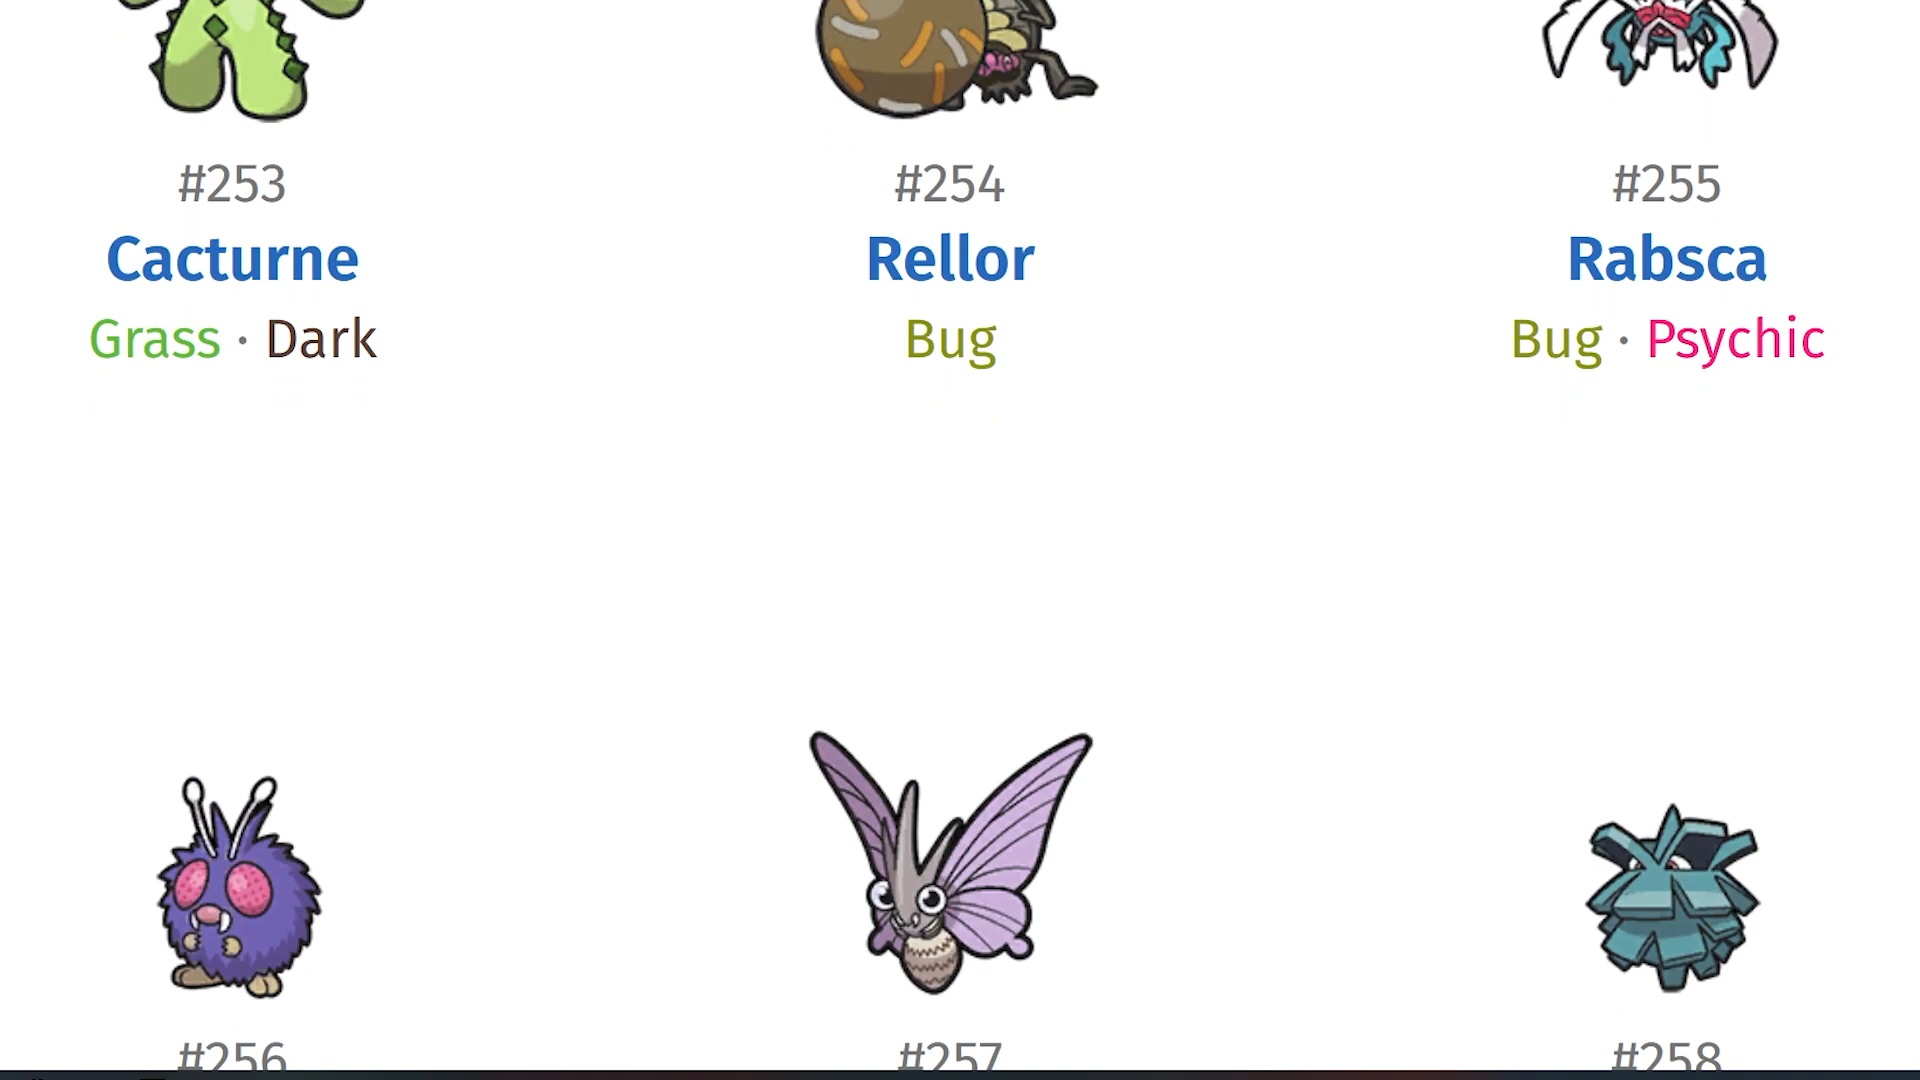 #253 #254 #255
Cacturne Rellor Rabsca
Grass · Dark Bug Bug · Psychic
#256 #257 #258